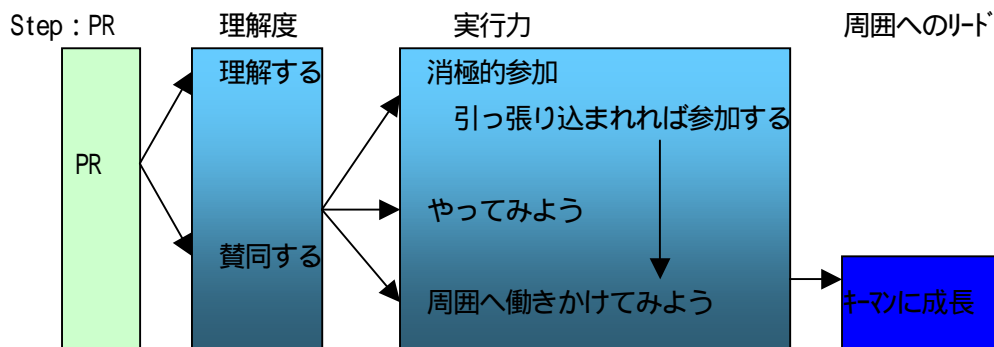 Step：PR
理解度
実行力
周囲へのリード
PR
理解する
賛同する
消極的参加
引っ張り込まれれば参加する
やってみよう
周囲へ働きかけてみよう
キーマンに成長